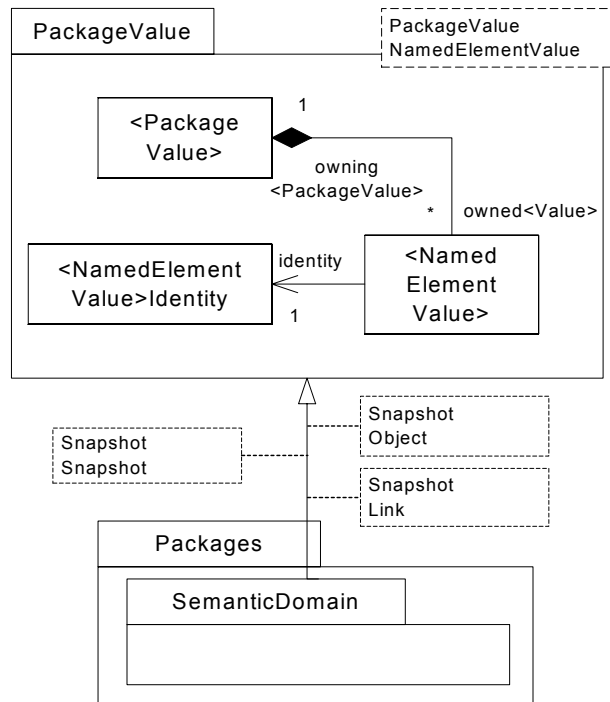 PackageValue
PackageValue
NamedElementValue
<Package
Value>
1
owning
<PackageValue>
*
owned<Value>
<NamedElement
Value>Identity
identity
1
<Named
Element
Value>
Snapshot
Object
Snapshot
Snapshot
Snapshot
Link
Packages
SemanticDomain